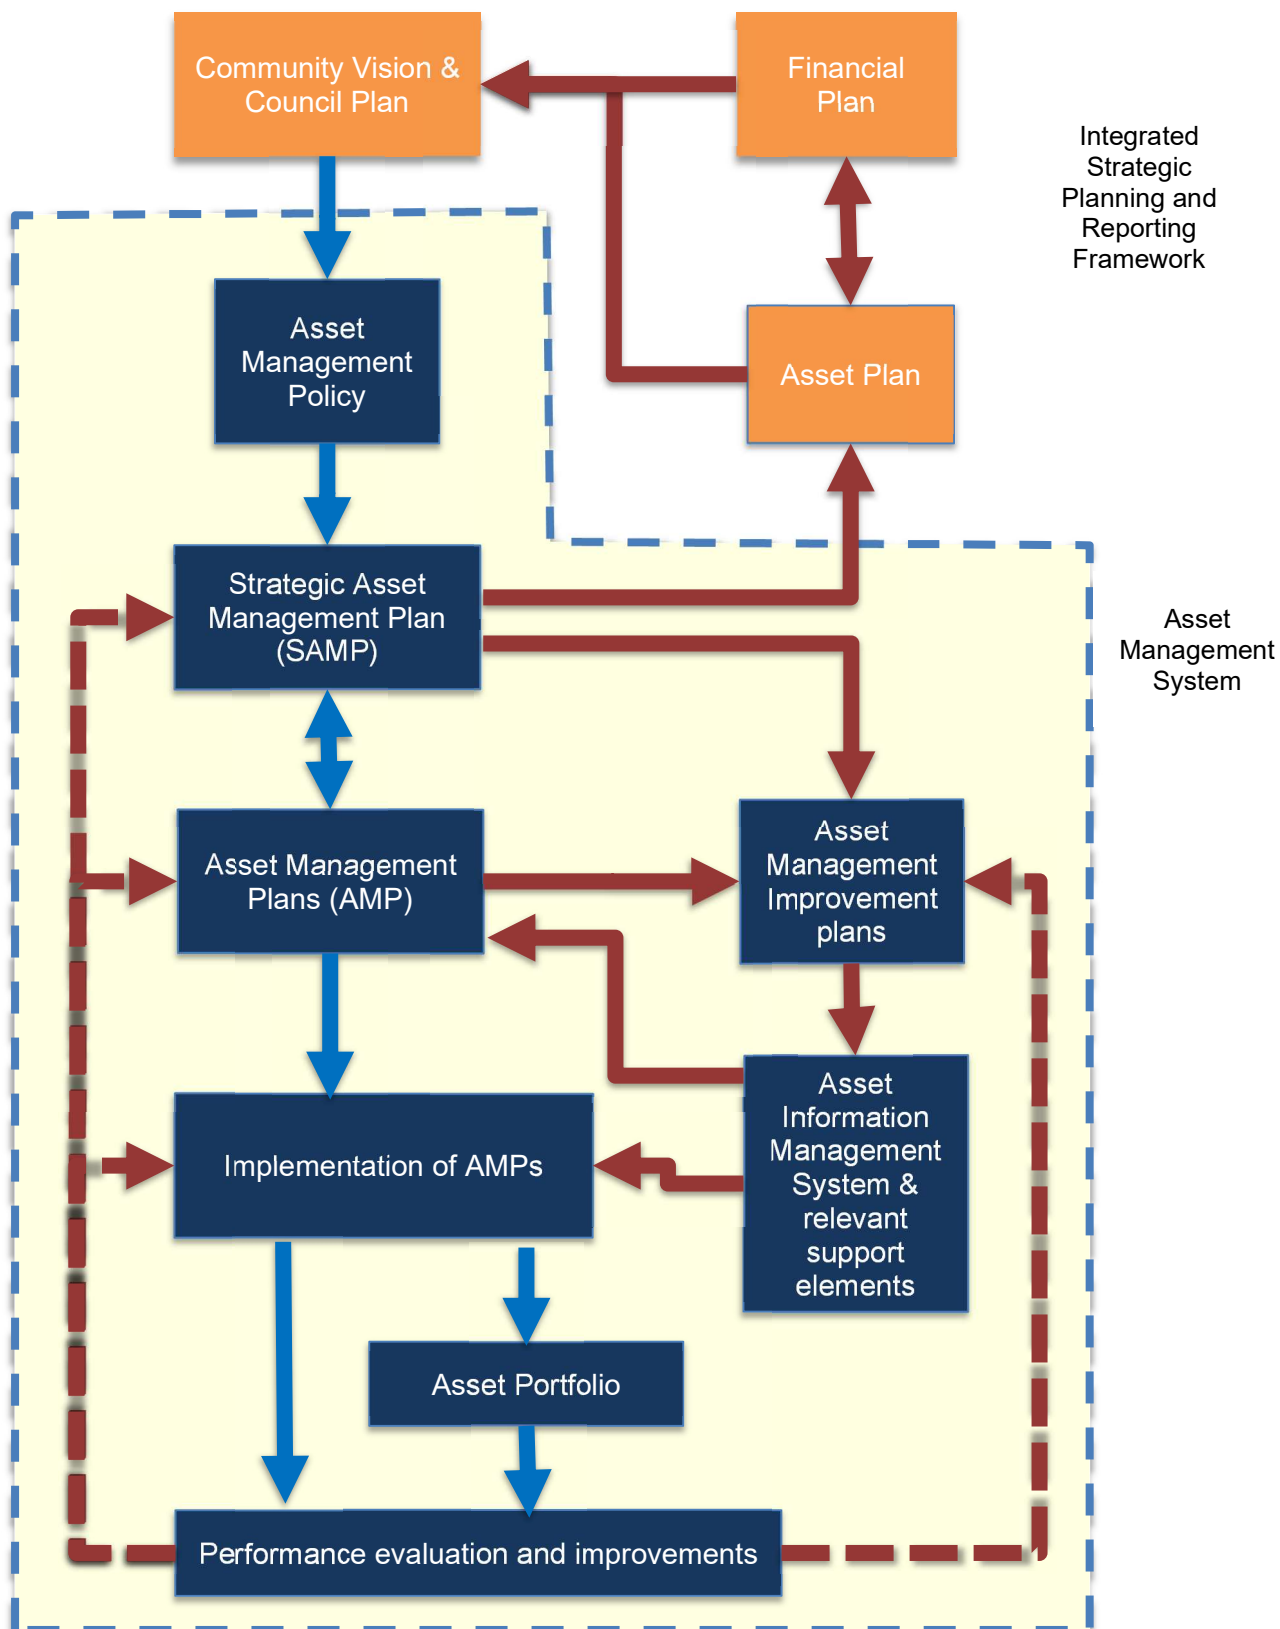 Community Vision &
Council Plan
Financial
Plan
Integrated
Strategic
Planning and
Reporting
Framework
Asset
Management
Policy
Asset Plan
Strategic Asset
Management Plan
(SAMP)
Asset
Management
System
Asset Management
Plans (AMP)
Asset
Management
Improvement
plans
Implementation of AMPs
Asset
Information
Management
System &
relevant
support
elements
Asset Portfolio
Performance evaluation and improvements